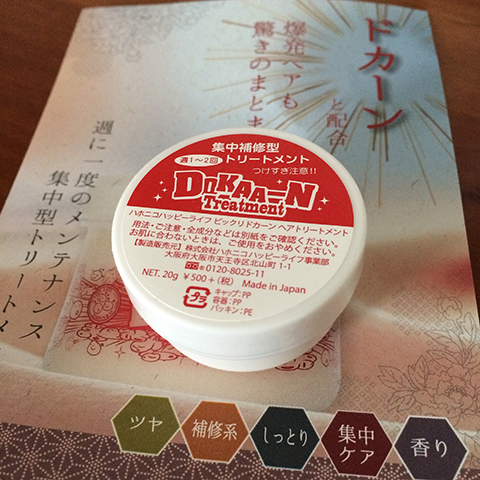 ドカーン
と配合
爆発ヘアも
驚きのまとま
週に一度のメンテナンス
集中型トリートメ
集中補修型
週1～2回 トリートメント
つけすぎ注意!!
DOKAAAN
Treatment
ハホニコハッピーライフ ビックリドカーン ヘアトリートメント
用法・ご注意・全成分などは別紙をご確認ください。
お肌に合わないときは、ご使用をおやめください。
【製造販売元】株式会社ハホニコハッピーライフ事業部
大阪府大阪市天王寺区北山町 1-1
0120-8025-11
NET. 20g ¥500+(税) Made in Japan
プラ
キャップ:PP
容器:PP
パッキン:PE
ツヤ
補修系
しっとり
集中
ケア
香り